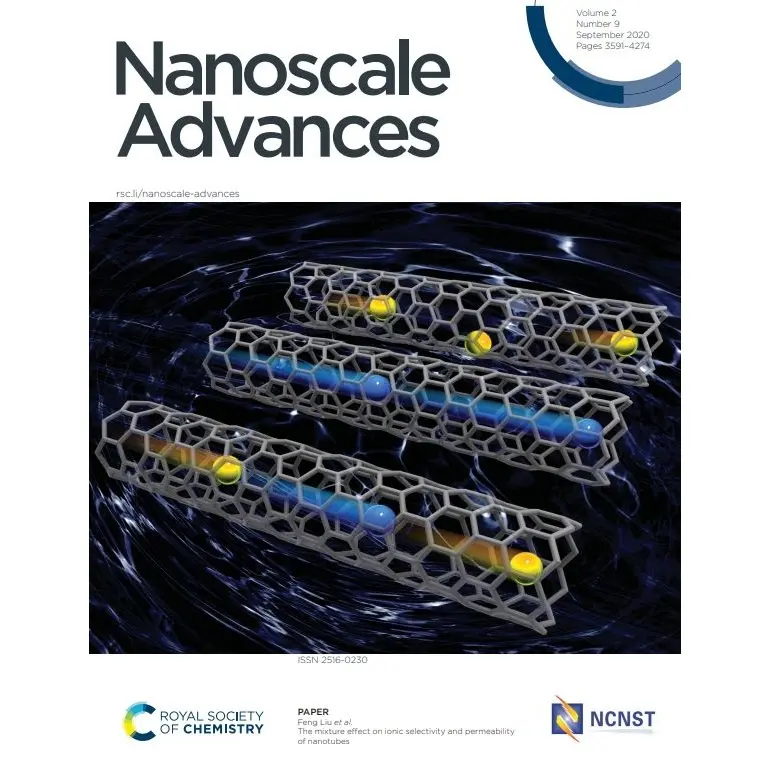 Volume 2
Number 9
September 2020
Pages 3591–4274
Nanoscale
Advances
rsc.li/nanoscale-advances
ISSN 2516-0230
ROYAL SOCIETY
OF CHEMISTRY
PAPER
Feng Liu et al.
The mixture effect on ionic selectivity and permeability
of nanotubes
NCNST